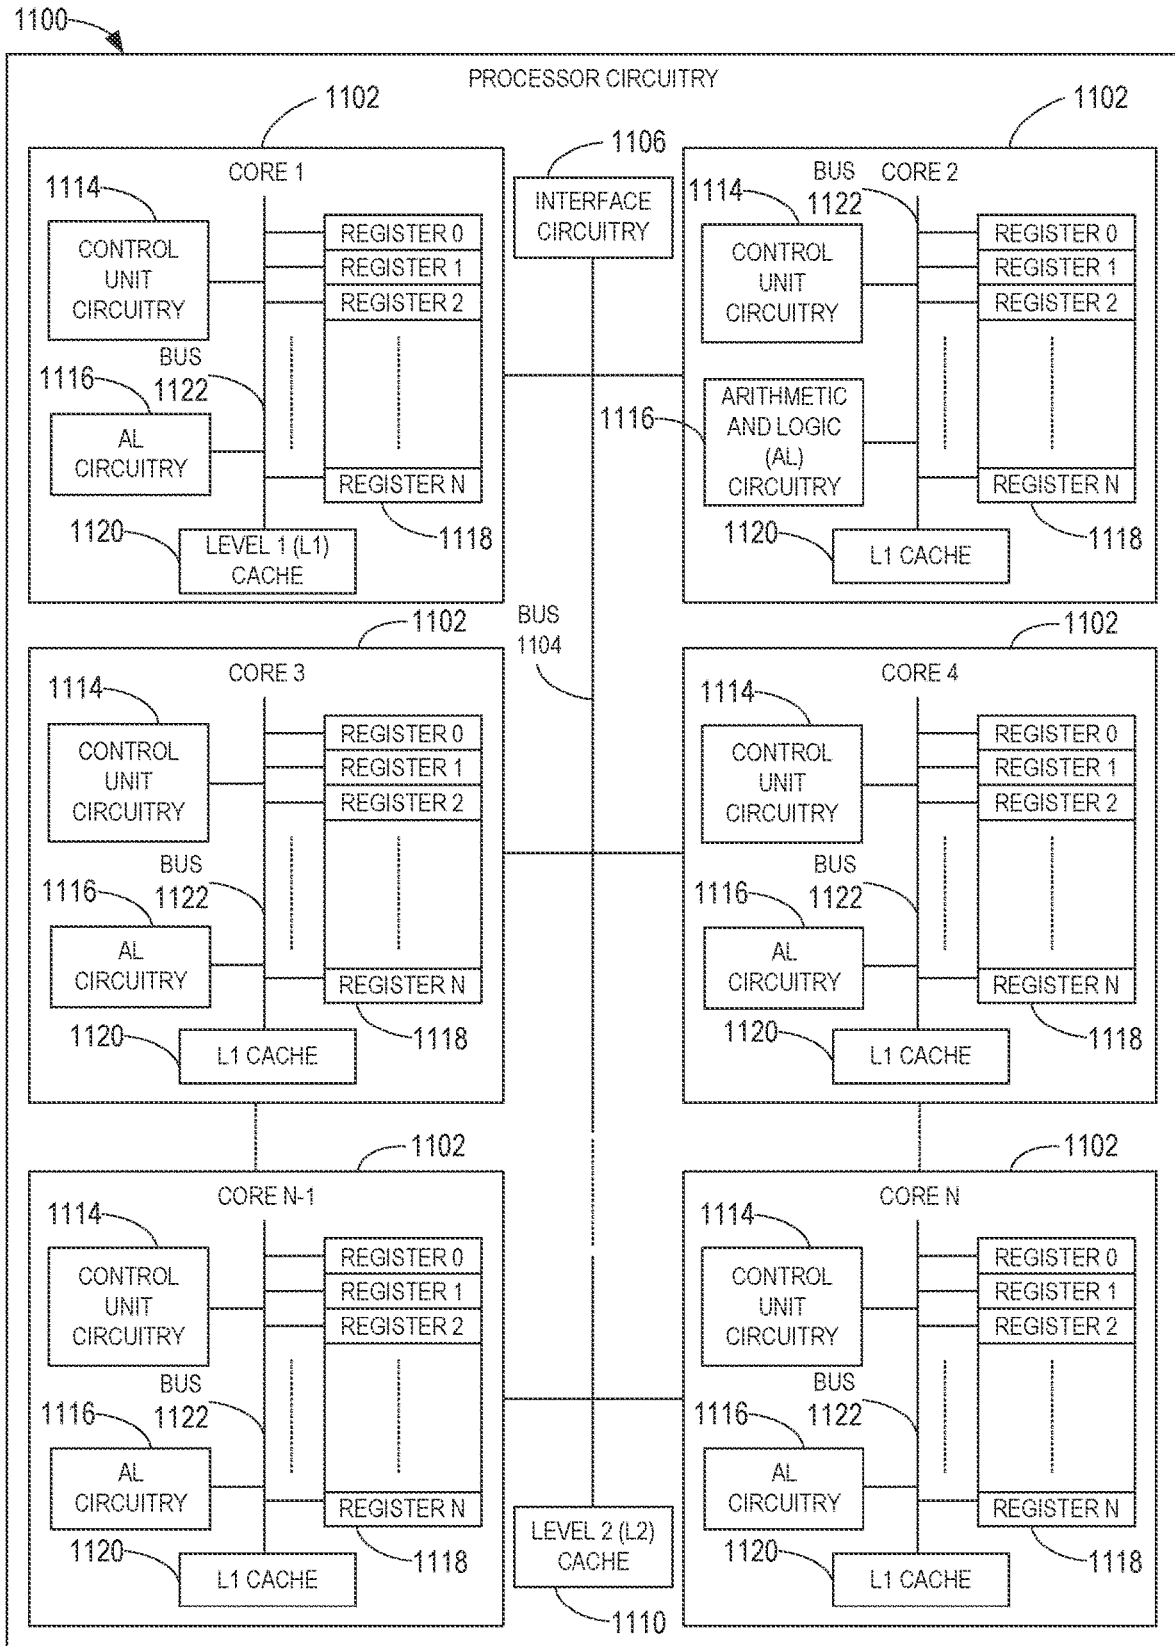 1100
PROCESSOR CIRCUITRY
1102
CORE 1
1114
CONTROL
UNIT
CIRCUITRY
REGISTER 0
REGISTER 1
REGISTER 2
BUS
1122
1116
AL
CIRCUITRY
REGISTER N
1118
1120
LEVEL 1 (L1)
CACHE
1106
INTERFACE
CIRCUITRY
1102
BUS
1122
CORE 2
1114
CONTROL
UNIT
CIRCUITRY
REGISTER 0
REGISTER 1
REGISTER 2
1116
ARITHMETIC
AND LOGIC
(AL)
CIRCUITRY
REGISTER N
1118
1120
L1 CACHE
BUS
1104
1102
CORE 3
1114
CONTROL
UNIT
CIRCUITRY
REGISTER 0
REGISTER 1
REGISTER 2
BUS
1122
1116
AL
CIRCUITRY
REGISTER N
1118
1120
L1 CACHE
1102
CORE 4
1114
CONTROL
UNIT
CIRCUITRY
REGISTER 0
REGISTER 1
REGISTER 2
BUS
1122
1116
AL
CIRCUITRY
REGISTER N
1118
1120
L1 CACHE
1102
CORE N-1
1114
CONTROL
UNIT
CIRCUITRY
REGISTER 0
REGISTER 1
REGISTER 2
BUS
1122
1116
AL
CIRCUITRY
REGISTER N
1118
1120
L1 CACHE
LEVEL 2 (L2)
CACHE
1110
1102
CORE N
1114
CONTROL
UNIT
CIRCUITRY
REGISTER 0
REGISTER 1
REGISTER 2
BUS
1122
1116
AL
CIRCUITRY
REGISTER N
1118
1120
L1 CACHE